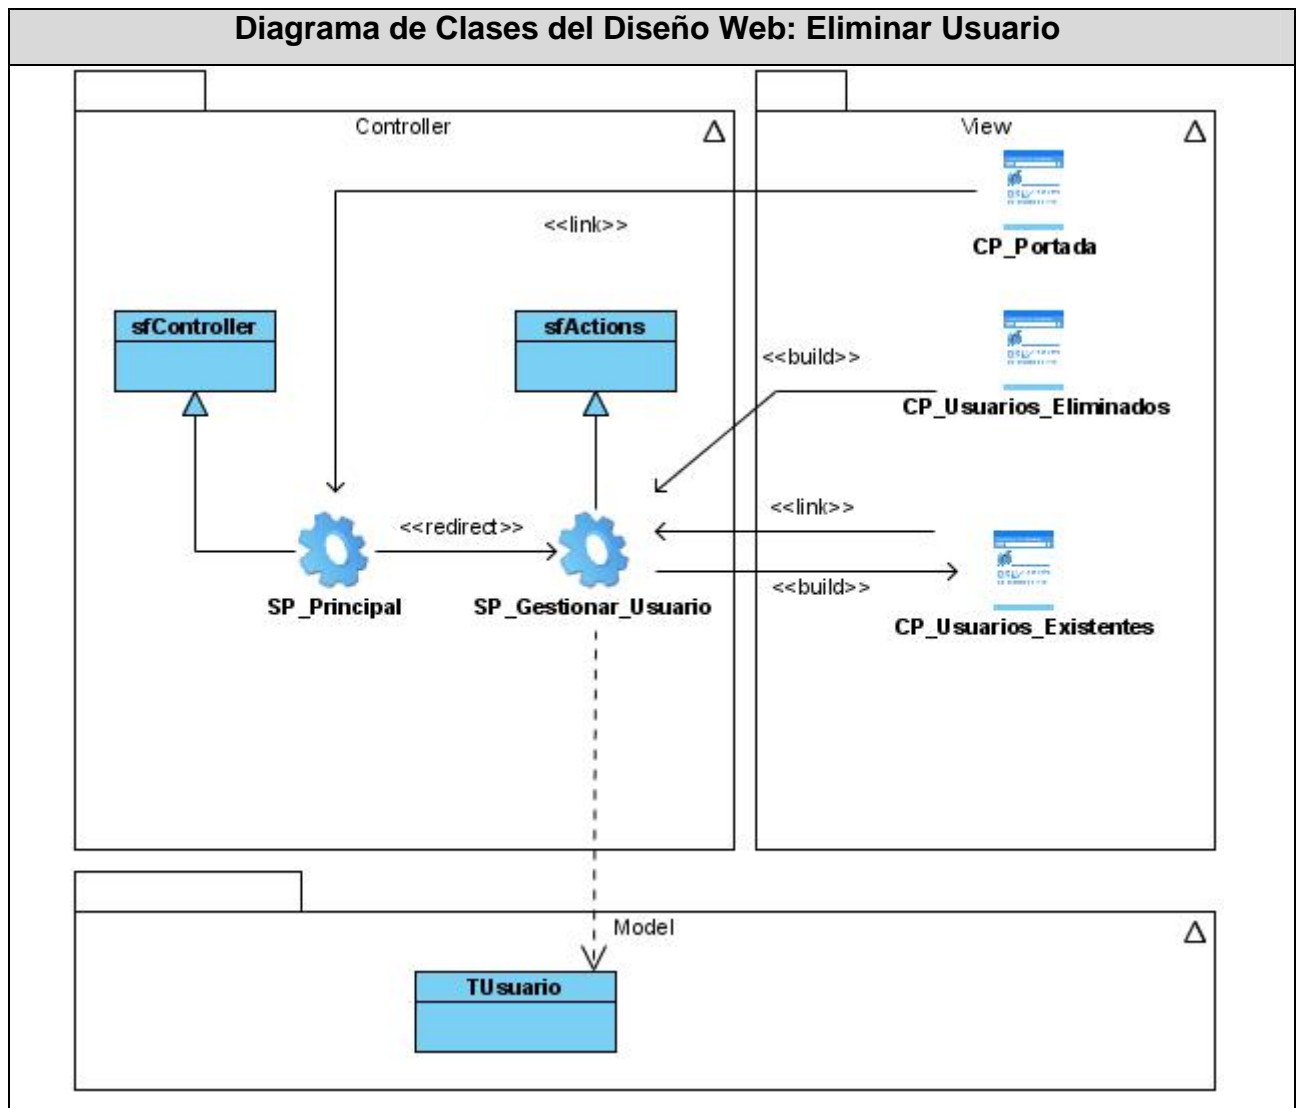 Diagrama de Clases del Diseño Web: Eliminar Usuario
Controller
View
<<link>>
CP_Portada
sfController
sfActions
<<build>>
CP_Usuarios_Eliminados
<<redirect>>
<<link>>
<<build>>
SP_Principal
SP_Gestionar_Usuario
CP_Usuarios_Existentes
Model
TUsuario